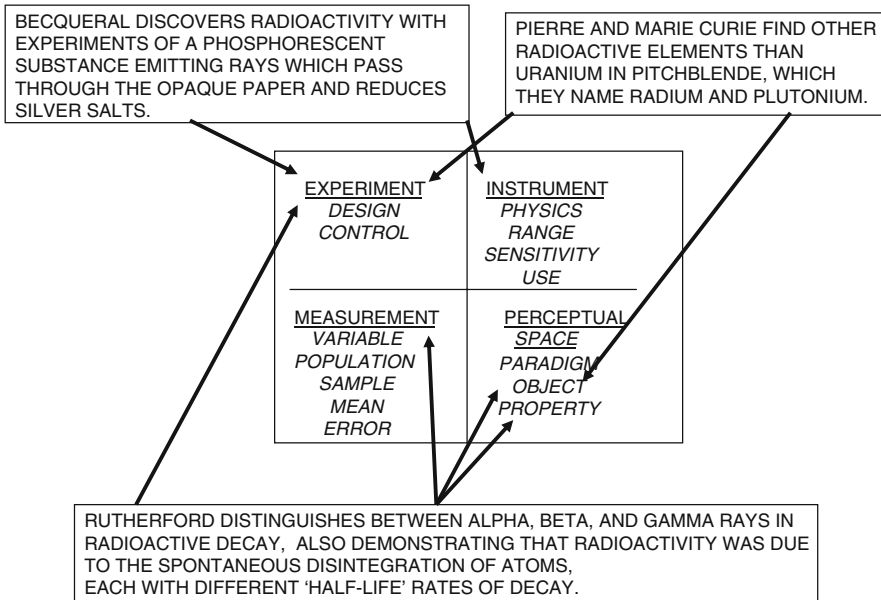 BECQUERAL DISCOVERS RADIOACTIVITY WITH
EXPERIMENTS OF A PHOSPHORESCENT
SUBSTANCE EMITTING RAYS WHICH PASS
THROUGH THE OPAQUE PAPER AND REDUCES
SILVER SALTS.
PIERRE AND MARIE CURIE FIND OTHER
RADIOACTIVE ELEMENTS THAN
URANIUM IN PITCHBLENDE, WHICH
THEY NAME RADIUM AND PLUTONIUM.
EXPERIMENT
DESIGN
CONTROL
INSTRUMENT
PHYSICS
RANGE
SENSITIVITY
USE
MEASUREMENT
VARIABLE
POPULATION
SAMPLE
MEAN
ERROR
PERCEPTUAL
SPACE
PARADIGM
OBJECT
PROPERTY
RUTHERFORD DISTINGUISHES BETWEEN ALPHA, BETA, AND GAMMA RAYS IN
RADIOACTIVE DECAY, ALSO DEMONSTRATING THAT RADIOACTIVITY WAS DUE
TO THE SPONTANEOUS DISINTEGRATION OF ATOMS,
EACH WITH DIFFERENT ‘HALF-LIFE’ RATES OF DECAY.